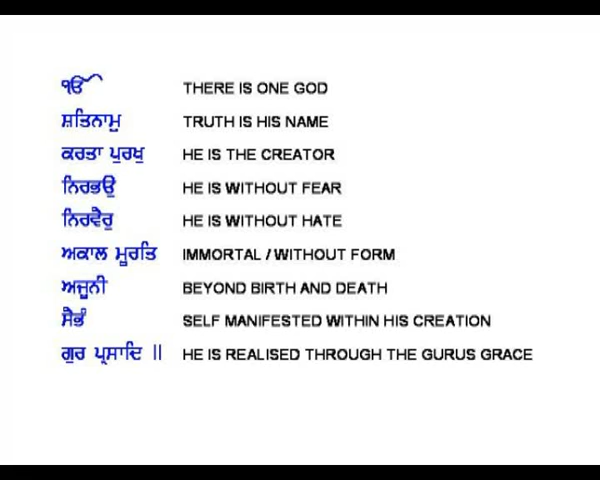 ੴ THERE IS ONE GOD
ਸ਼ਤਿਨਾਮੁ TRUTH IS HIS NAME
ਕਰਤਾ ਪੁਰਖੁ HE IS THE CREATOR
ਨਿਰਭਉ HE IS WITHOUT FEAR
ਨਿਰਵੈਰੁ HE IS WITHOUT HATE
ਅਕਾਲ ਮੂਰਤਿ IMMORTAL / WITHOUT FORM
ਅਜੂਨੀ BEYOND BIRTH AND DEATH
ਸੈਭੰ SELF MANIFESTED WITHIN HIS CREATION
ਗੁਰ ਪ੍ਰਸਾਦਿ ॥ HE IS REALISED THROUGH THE GURUS GRACE